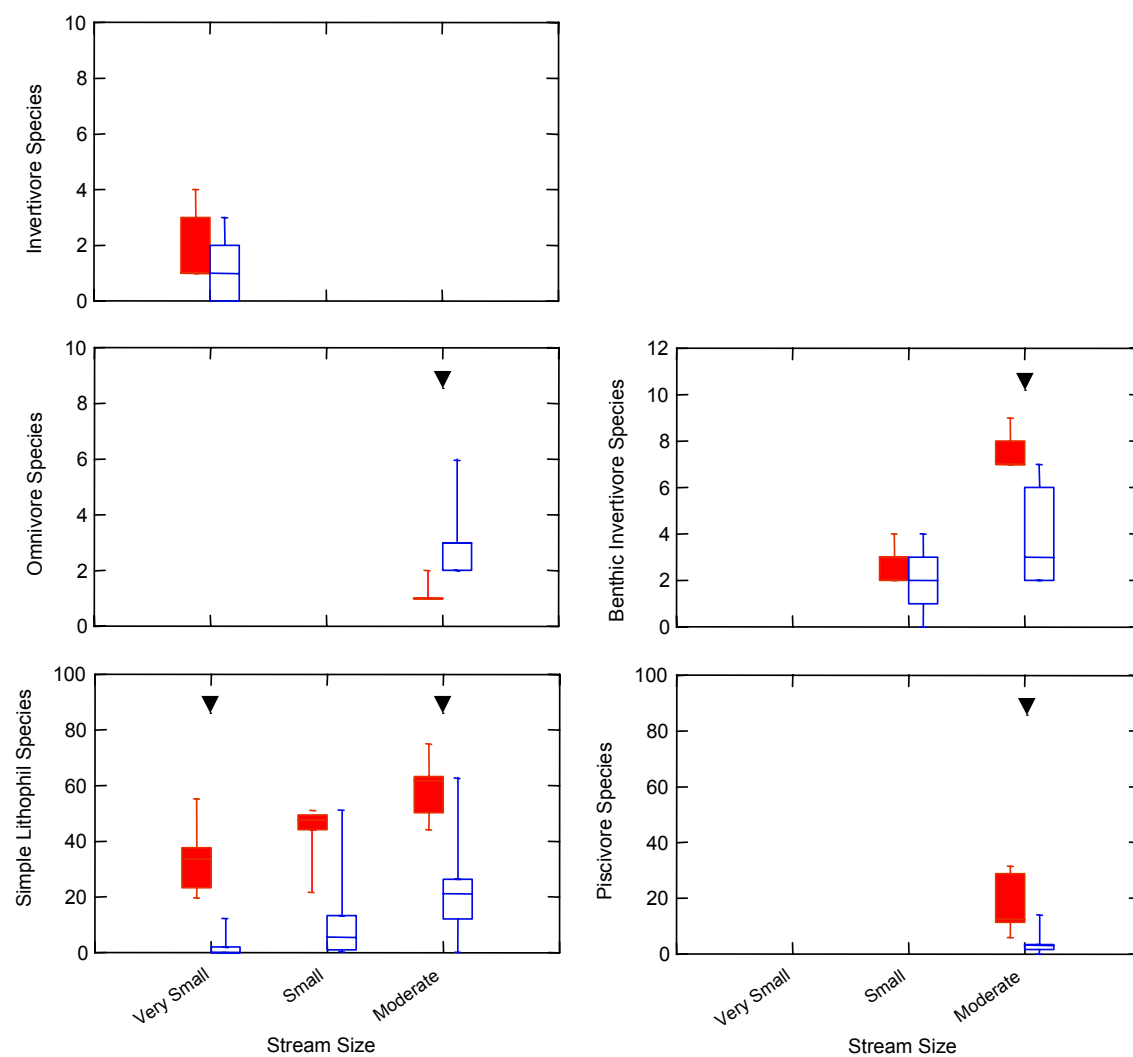 Invertivore Species
10
8
6
4
2
0
Omnivore Species
10
8
6
4
2
0
Benthic Invertivore Species
12
10
8
6
4
2
0
Simple Lithophil Species
100
80
60
40
20
0
Very Small
Small
Moderate
Stream Size
Piscivore Species
100
80
60
40
20
0
Very Small
Small
Moderate
Stream Size